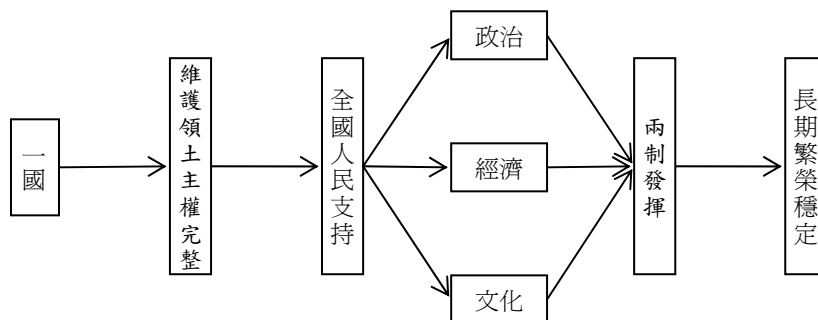 一國
維護領土主權完整
全國人民支持
政治
經濟
文化
兩制發揮
長期繁榮穩定